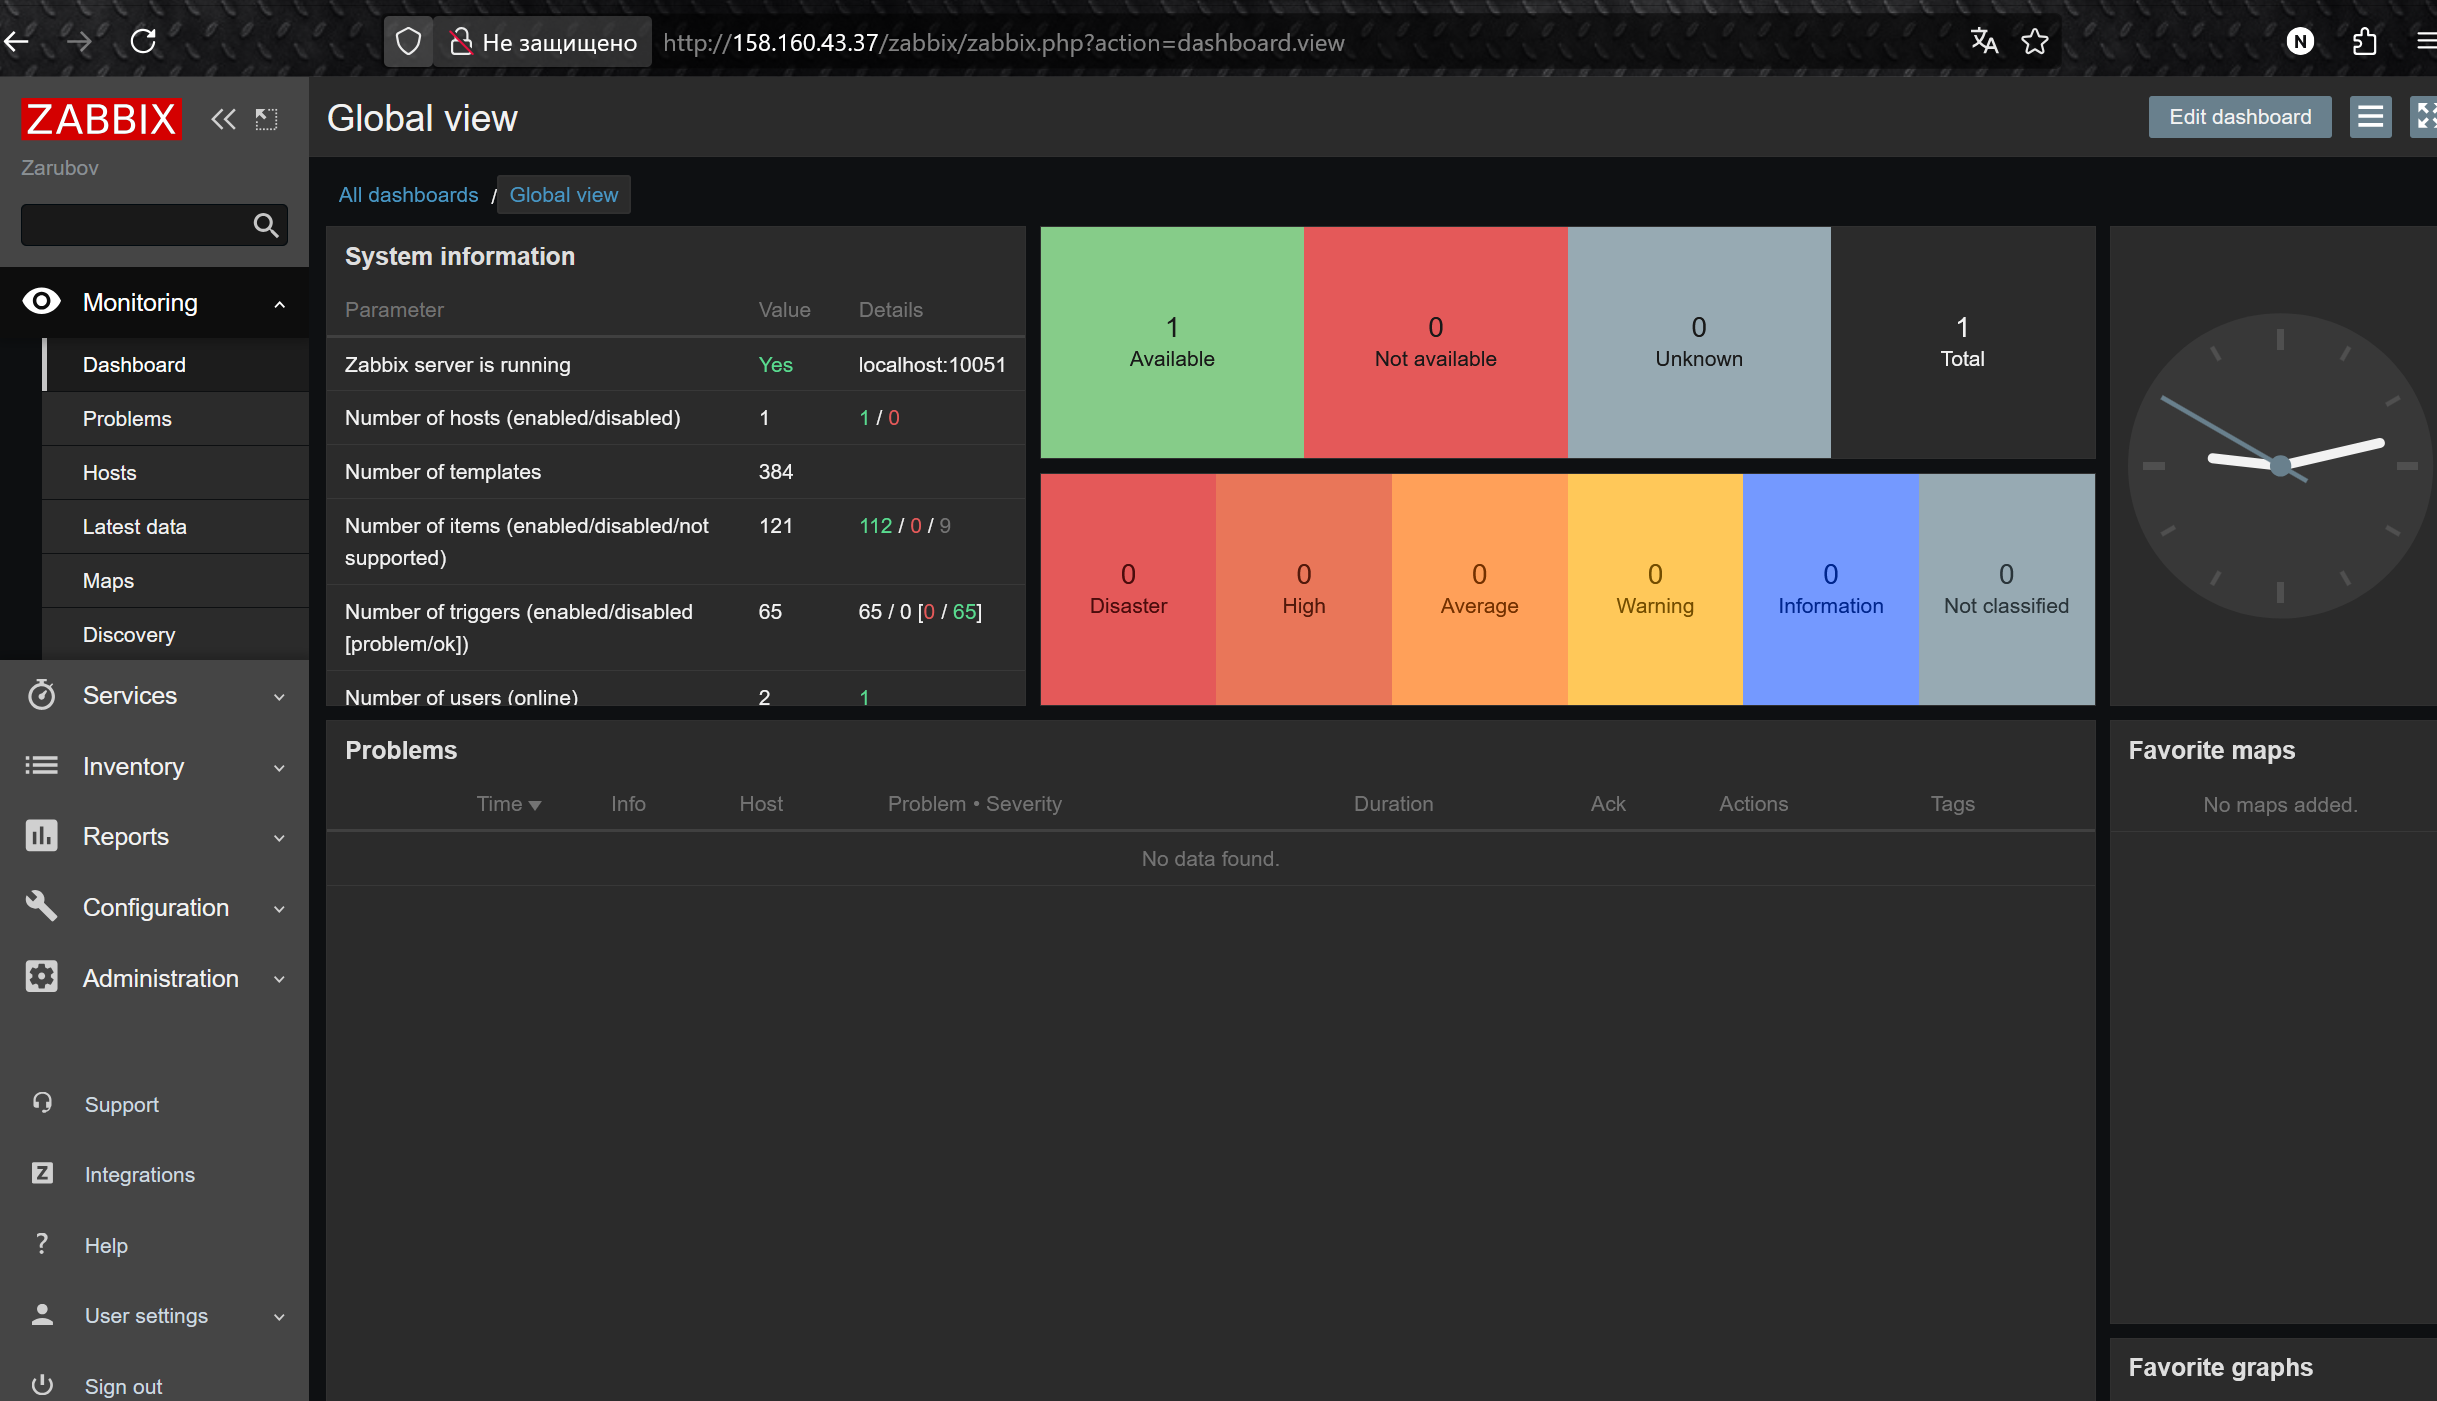 Не защищено http://158.160.43.37/zabbix/zabbix.php?action=dashboard.view N
ZABBIX
Zarubov
Monitoring
Dashboard
Problems
Hosts
Latest data
Maps
Discovery
Services
Inventory
Reports
Configuration
Administration
Support
Z Integrations
? Help
User settings
Sign out
Global view
Edit dashboard
All dashboards / Global view
System information
Parameter Value Details
Zabbix server is running Yes localhost:10051
Number of hosts (enabled/disabled) 1 1 / 0
Number of templates 384
Number of items (enabled/disabled/not
supported) 121 112 / 0 / 9
Number of triggers (enabled/disabled
[problem/ok]) 65 65 / 0 [0 / 65]
Number of users (online) 2 1
1 0 0 1
Available Not available Unknown Total
0 0 0 0 0 0
Disaster High Average Warning Information Not classified
Problems
Time Info Host Problem • Severity Duration Ack Actions Tags
No data found.
Favorite maps
No maps added.
Favorite graphs